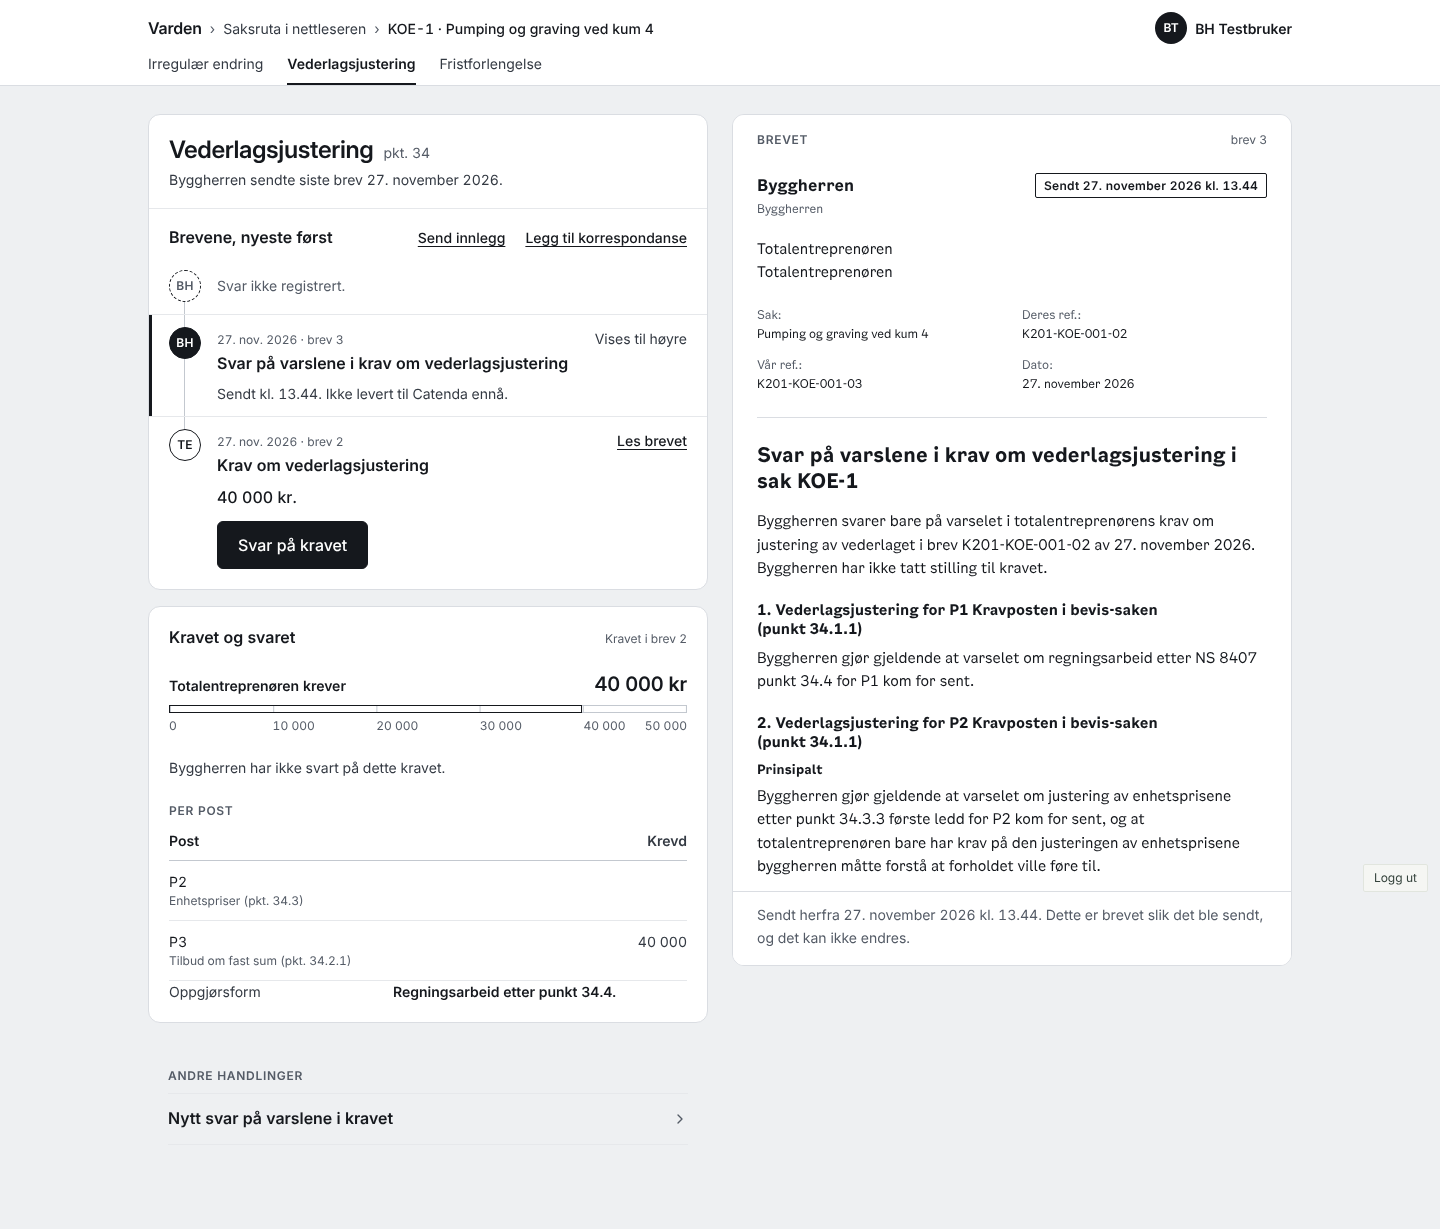 Varden › Saksruta i nettleseren › KOE-1 · Pumping og graving ved kum 4
BT BH Testbruker
Irregulær endring Vederlagsjustering Fristforlengelse
Vederlagsjustering pkt. 34
Byggherren sendte siste brev 27. november 2026.
Brevene, nyeste først Send innlegg Legg til korrespondanse
BH Svar ikke registrert.
BH 27. nov. 2026 · brev 3 Vises til høyre
Svar på varslene i krav om vederlagsjustering
Sendt kl. 13.44. Ikke levert til Catenda ennå.
TE 27. nov. 2026 · brev 2 Les brevet
Krav om vederlagsjustering
40 000 kr.
Svar på kravet
Kravet og svaret Kravet i brev 2
Totalentreprenøren krever 40 000 kr
0 10 000 20 000 30 000 40 000 50 000
Byggherren har ikke svart på dette kravet.
PER POST
Post Krevd
P2
Enhetspriser (pkt. 34.3)
P3 40 000
Tilbud om fast sum (pkt. 34.2.1)
Oppgjørsform Regningsarbeid etter punkt 34.4.
ANDRE HANDLINGER
Nytt svar på varslene i kravet
BREVET brev 3
Byggherren Sendt 27. november 2026 kl. 13.44
Byggherren
Totalentreprenøren
Totalentreprenøren
Sak: Deres ref.:
Pumping og graving ved kum 4 K201-KOE-001-02
Vår ref.: Dato:
K201-KOE-001-03 27. november 2026
Svar på varslene i krav om vederlagsjustering i
sak KOE-1
Byggherren svarer bare på varselet i totalentreprenørens krav om
justering av vederlaget i brev K201-KOE-001-02 av 27. november 2026.
Byggherren har ikke tatt stilling til kravet.
1. Vederlagsjustering for P1 Kravposten i bevis-saken
(punkt 34.1.1)
Byggherren gjør gjeldende at varselet om regningsarbeid etter NS 8407
punkt 34.4 for P1 kom for sent.
2. Vederlagsjustering for P2 Kravposten i bevis-saken
(punkt 34.1.1)
Prinsipalt
Byggherren gjør gjeldende at varselet om justering av enhetsprisene
etter punkt 34.3.3 første ledd for P2 kom for sent, og at
totalentreprenøren bare har krav på den justeringen av enhetsprisene
byggherren måtte forstå at forholdet ville føre til.
Sendt herfra 27. november 2026 kl. 13.44. Dette er brevet slik det ble sendt,
og det kan ikke endres.
Logg ut